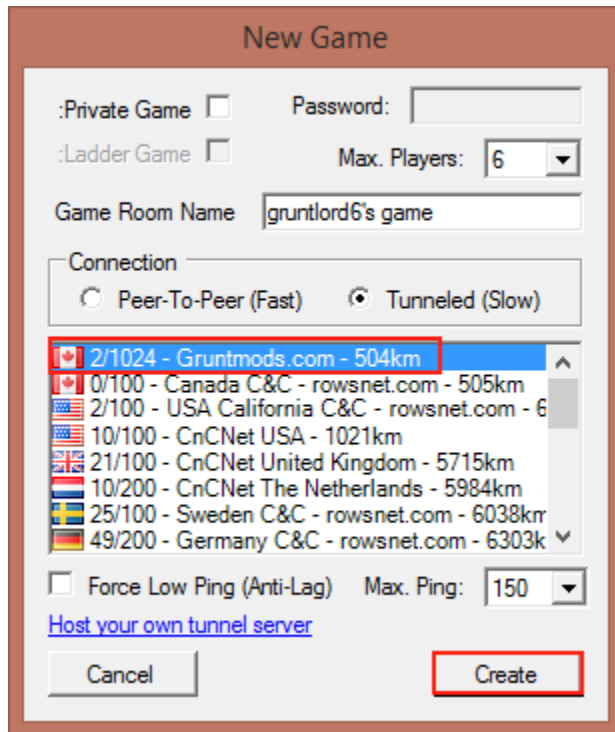 New Game
:Private Game Password:
:Ladder Game Max. Players: 6
Game Room Name gruntlord6's game
Connection
Peer-To-Peer (Fast) Tunneled (Slow)
2/1024 - Gruntmods.com - 504km
0/100 - Canada C&C - rowsnet.com - 505km
2/100 - USA California C&C - rowsnet.com - 6
10/100 - CnCNet USA - 1021km
21/100 - CnCNet United Kingdom - 5715km
10/200 - CnCNet The Netherlands - 5984km
25/100 - Sweden C&C - rowsnet.com - 6038km
49/200 - Germany C&C - rowsnet.com - 6303k
Force Low Ping (Anti-Lag) Max. Ping: 150
Host your own tunnel server
Cancel Create